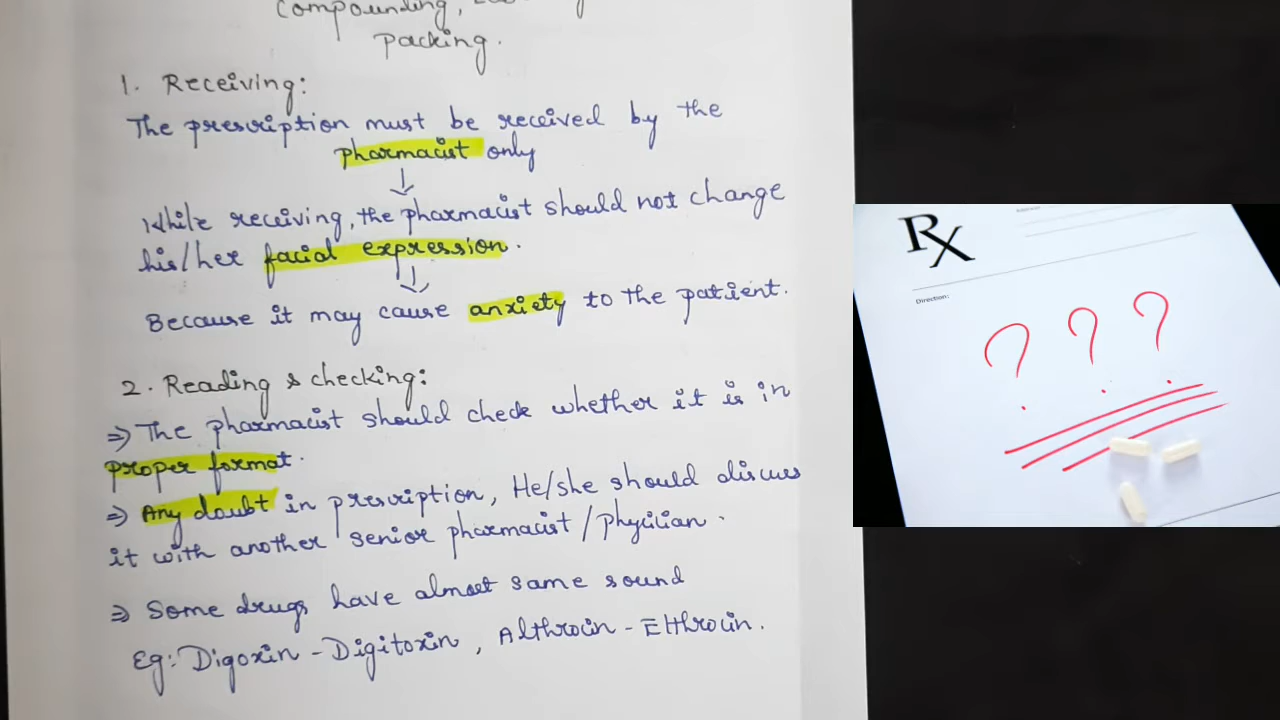 compounding,
packing.
1. Receiving:
The prescription must be received by the
pharmacist only
↓
While receiving, the pharmacist should not change
his/her facial expression.
↓
Because it may cause anxiety to the patient.
2. Reading & checking:
⇒ The pharmacist should check whether it is in
proper format.
⇒ Any doubt in prescription, He/she should discuss
it with another senior pharmacist/phycilian.
⇒ Some drugs have almost same sound
Eg: Digoxin - Digitoxin, Althrocin - Elthrocin.
Rx
Direction:
? ? ?